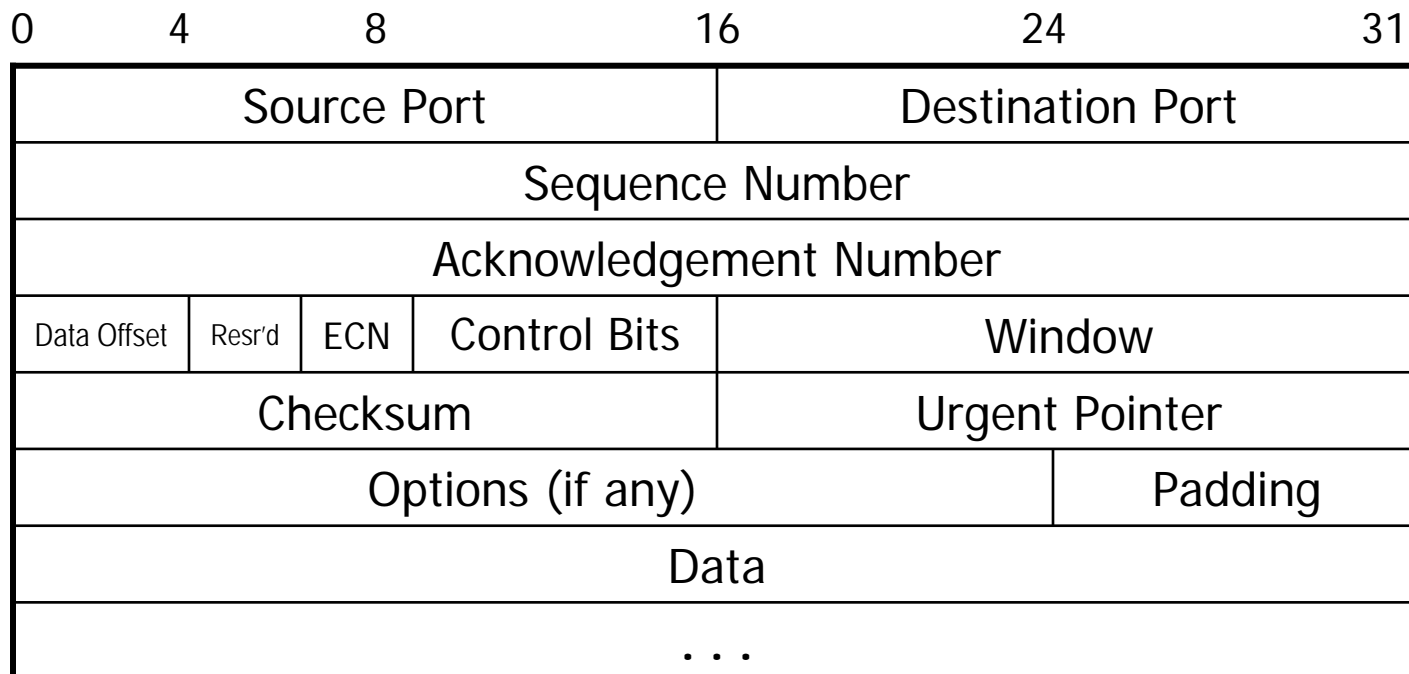 0 4 8 16 24 31
Source Port Destination Port
Sequence Number
Acknowledgement Number
Data Offset Resr'd ECN Control Bits Window
Checksum Urgent Pointer
Options (if any) Padding
Data
. . .